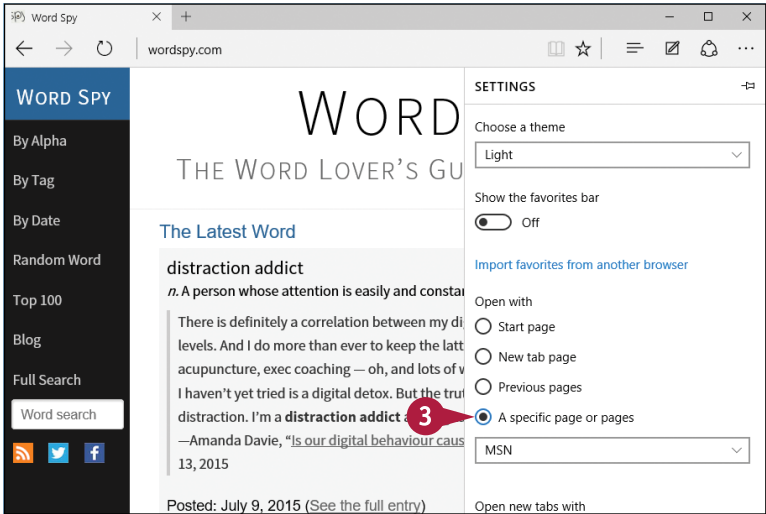 Word Spy
wordspy.com
WORD SPY
By Alpha
By Tag
By Date
Random Word
Top 100
Blog
Full Search
Word search
WORD
THE WORD LOVER'S GU
The Latest Word
distraction addict
n. A person whose attention is easily and constan
There is definitely a correlation between my di
levels. And I do more than ever to keep the latt
acupuncture, exec coaching — oh, and lots of
I haven't yet tried is a digital detox. But the trut
distraction. I'm a distraction addict a
—Amanda Davie, “Is our digital behaviour caus
13, 2015
Posted: July 9, 2015 (See the full entry)
SETTINGS
Choose a theme
Light
Show the favorites bar
Off
Import favorites from another browser
Open with
Start page
New tab page
Previous pages
3
A specific page or pages
MSN
Open new tabs with